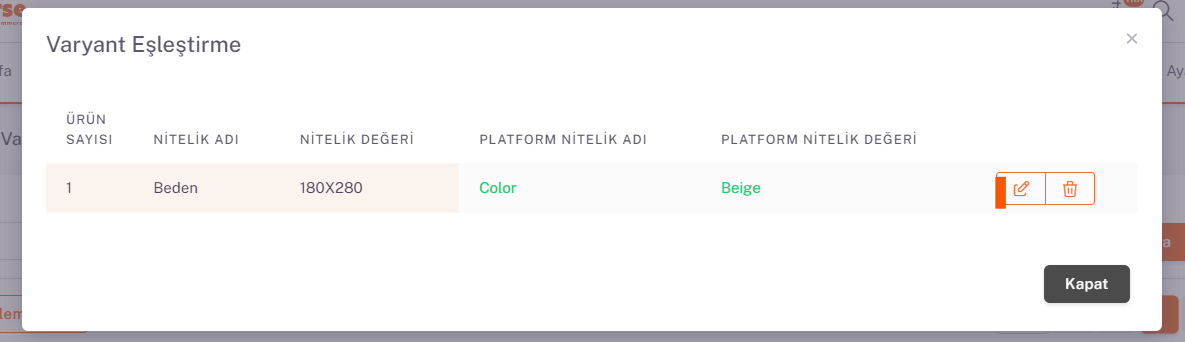 Varyant Eşleştirme
ÜRÜN
SAYISI
NİTELİK ADI
NİTELİK DEĞERİ
PLATFORM NİTELİK ADI
PLATFORM NİTELİK DEĞERİ
1
Beden
180X280
Color
Beige
Kapat